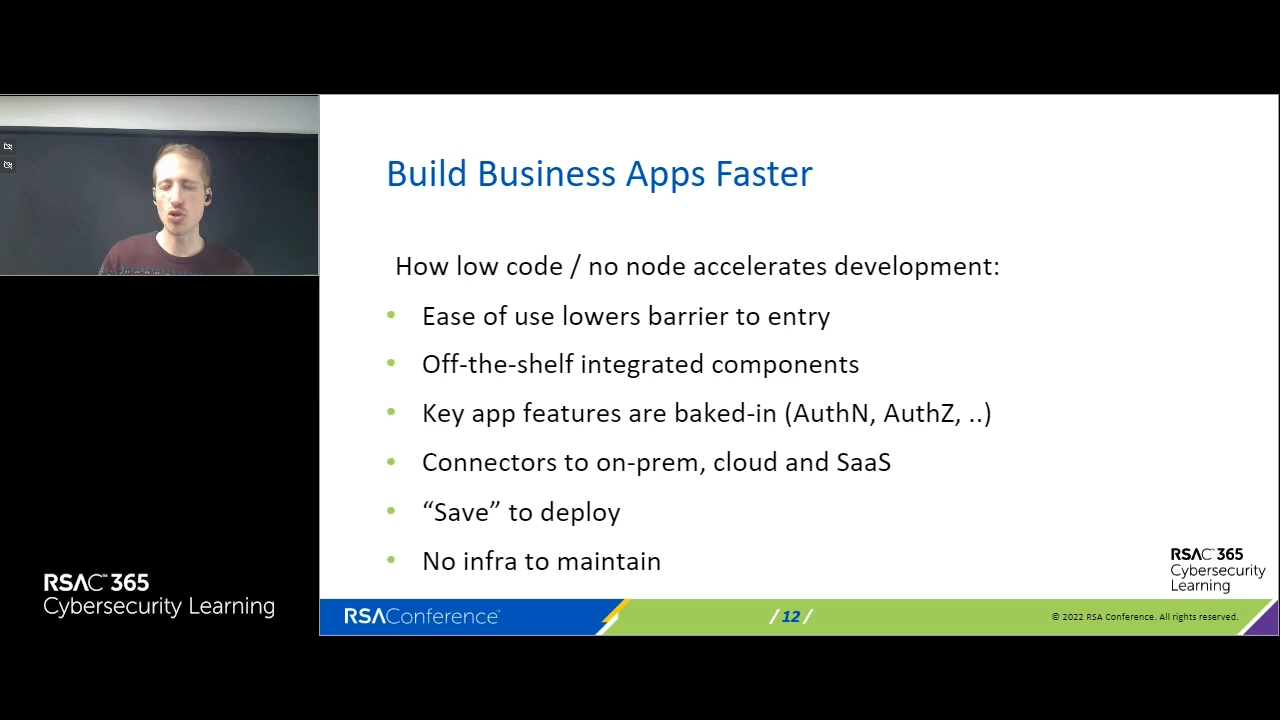 Build Business Apps Faster
How low code / no node accelerates development:
• Ease of use lowers barrier to entry
• Off-the-shelf integrated components
• Key app features are baked-in (AuthN, AuthZ, ..)
• Connectors to on-prem, cloud and SaaS
• “Save” to deploy
• No infra to maintain
RSAC™ 365
Cybersecurity Learning
RSAC™ 365
Cybersecurity
Learning
RSAConference™
/ 12 /
© 2022 RSA Conference. All rights reserved.